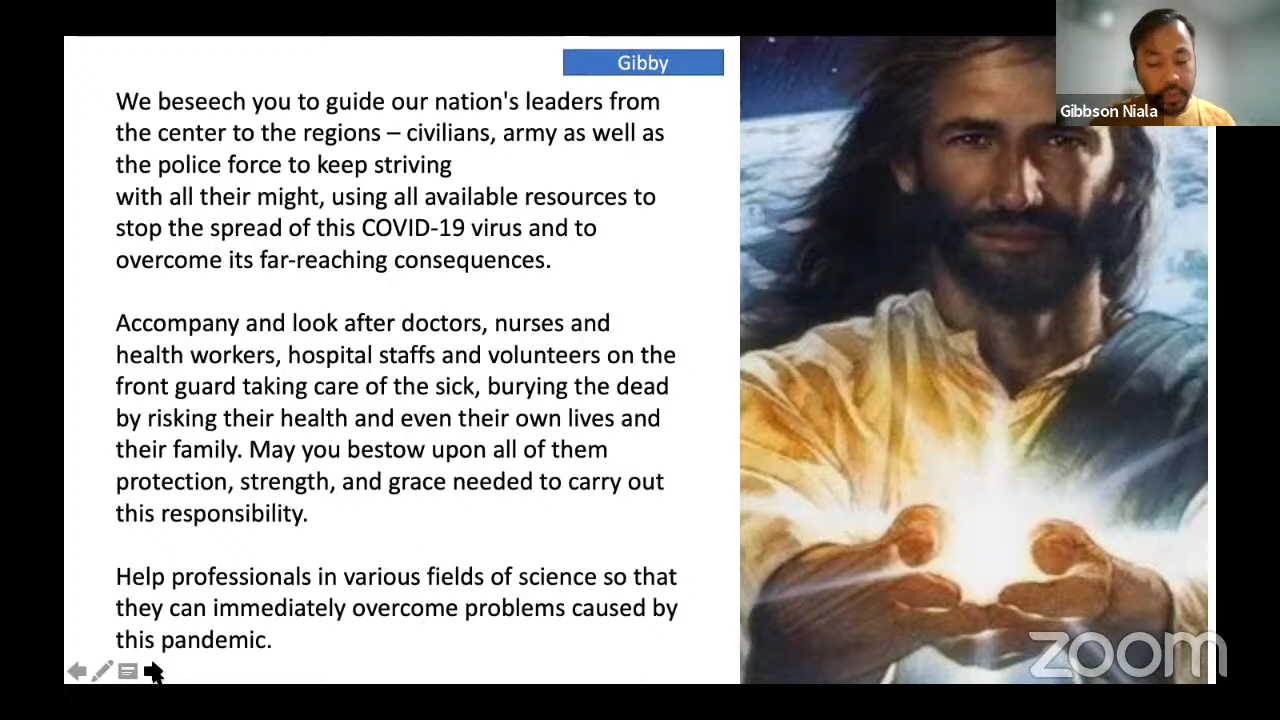 Gibby
Gibbson Niala
We beseech you to guide our nation's leaders from
the center to the regions – civilians, army as well as
the police force to keep striving
with all their might, using all available resources to
stop the spread of this COVID-19 virus and to
overcome its far-reaching consequences.
Accompany and look after doctors, nurses and
health workers, hospital staffs and volunteers on the
front guard taking care of the sick, burying the dead
by risking their health and even their own lives and
their family. May you bestow upon all of them
protection, strength, and grace needed to carry out
this responsibility.
Help professionals in various fields of science so that
they can immediately overcome problems caused by
this pandemic.
zoom